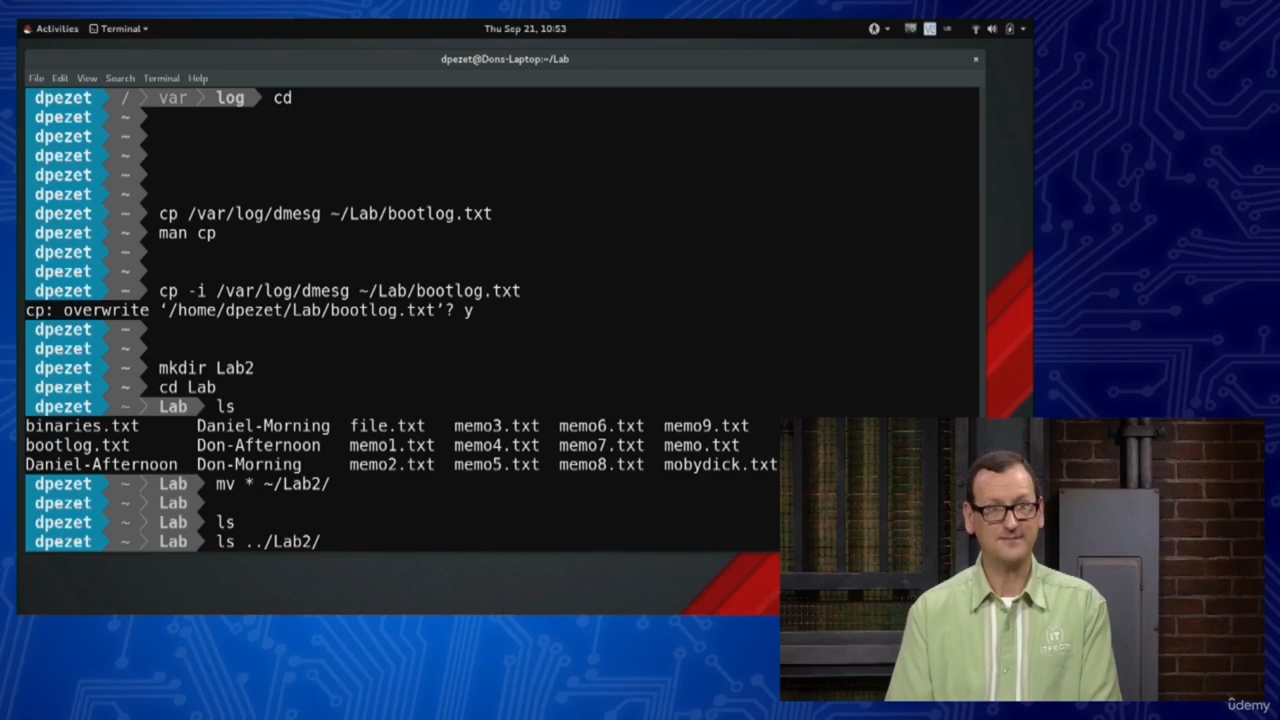 Activities Terminal Thu Sep 21, 10:53
dpezet@Dons-Laptop:~/Lab
File Edit View Search Terminal Help
dpezet / var log cd
dpezet ~
dpezet ~
dpezet ~
dpezet ~
dpezet ~
dpezet ~ cp /var/log/dmesg ~/Lab/bootlog.txt
dpezet ~ man cp
dpezet ~
dpezet ~
dpezet ~ cp -i /var/log/dmesg ~/Lab/bootlog.txt
cp: overwrite ‘/home/dpezet/Lab/bootlog.txt’? y
dpezet ~
dpezet ~
dpezet ~ mkdir Lab2
dpezet ~ cd Lab
dpezet ~ Lab ls
binaries.txt Daniel-Morning file.txt memo3.txt memo6.txt memo9.txt
bootlog.txt Don-Afternoon memo1.txt memo4.txt memo7.txt memo.txt
Daniel-Afternoon Don-Morning memo2.txt memo5.txt memo8.txt mobydick.txt
dpezet ~ Lab mv * ~/Lab2/
dpezet ~ Lab
dpezet ~ Lab ls
dpezet ~ Lab ls ../Lab2/
IT
ITPROTV
udemy